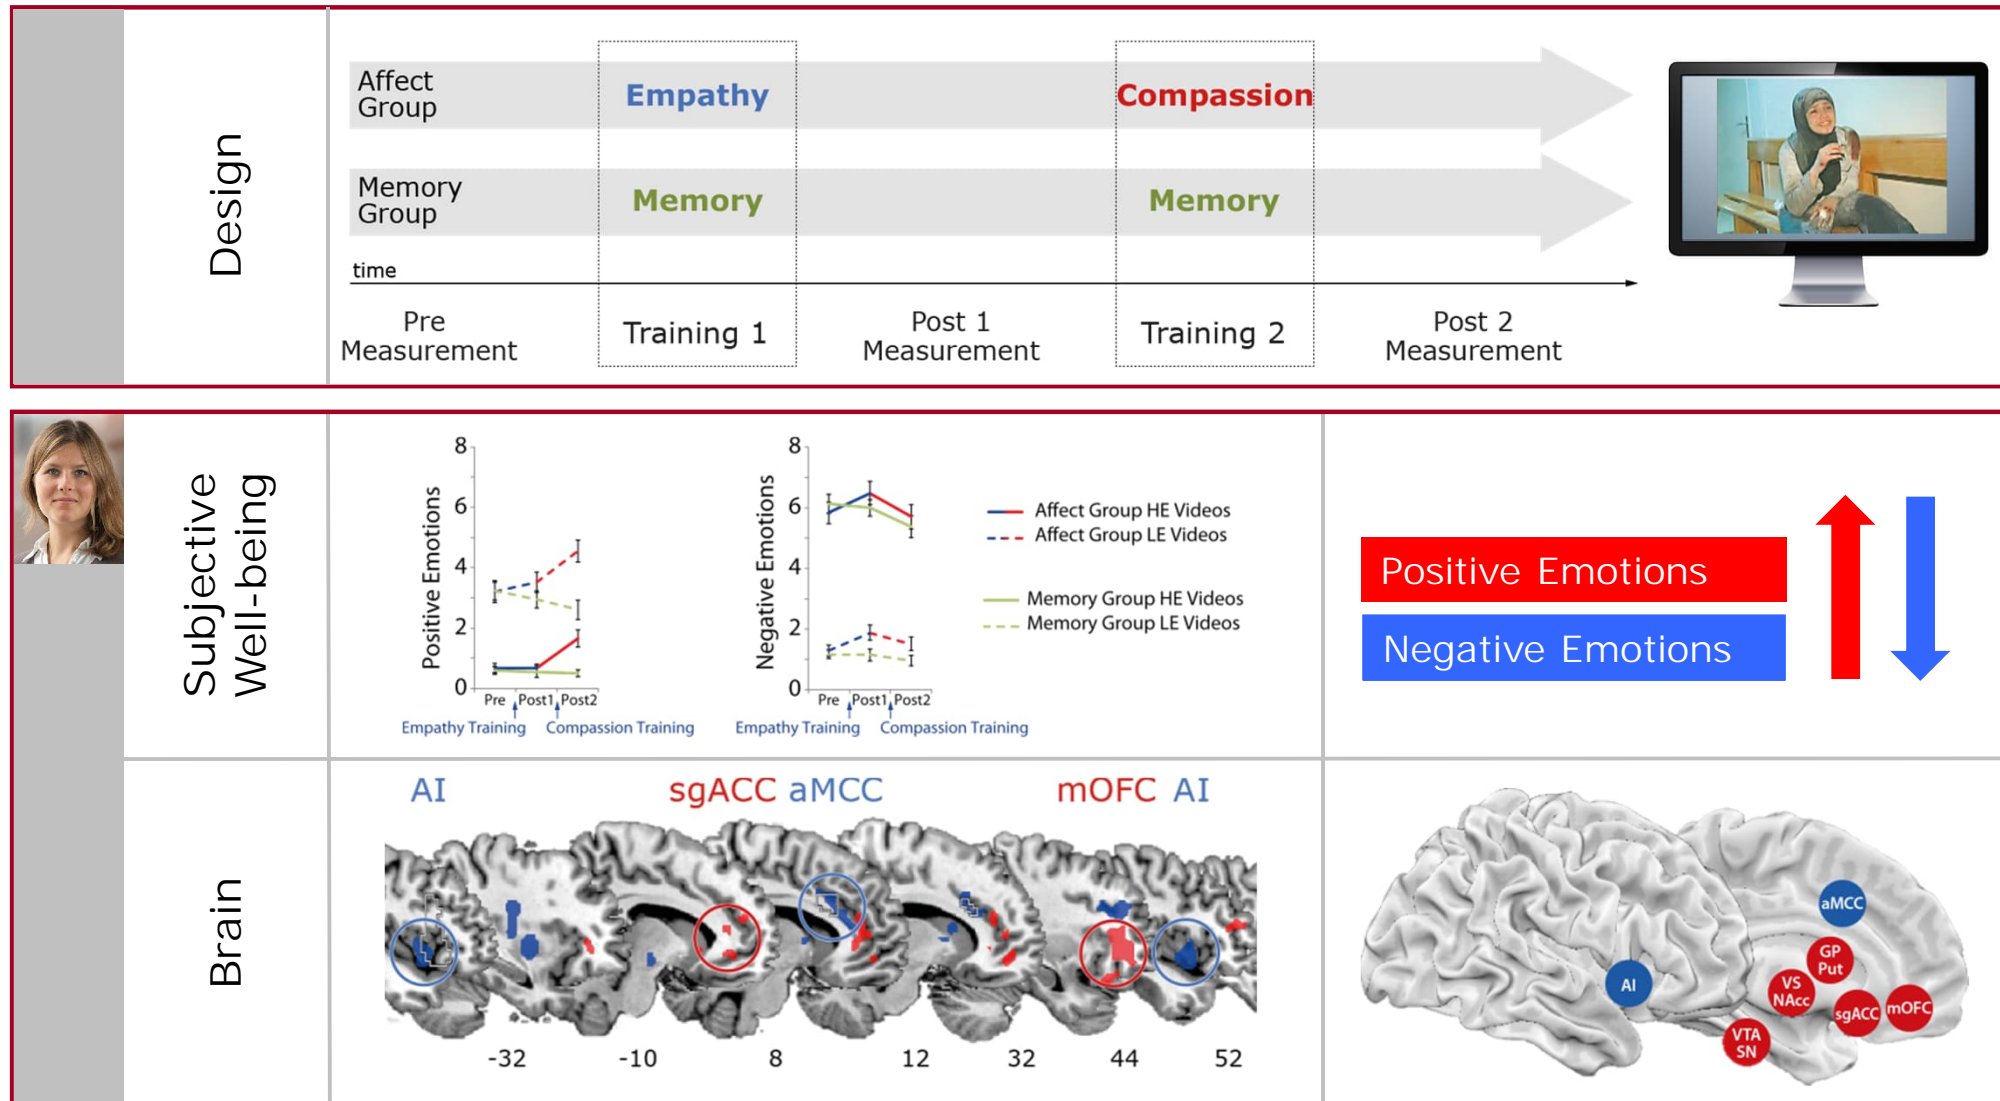 Design
Affect
Group
Empathy
Compassion
Memory
Group
Memory
Memory
time
Pre
Measurement
Training 1
Post 1
Measurement
Training 2
Post 2
Measurement
Subjective
Well-being
Positive Emotions
8
6
4
2
0
Pre
Post1
Post2
Empathy Training
Compassion Training
Negative Emotions
8
6
4
2
0
Pre
Post1
Post2
Empathy Training
Compassion Training
Affect Group HE Videos
Affect Group LE Videos
Memory Group HE Videos
Memory Group LE Videos
Positive Emotions
Negative Emotions
Brain
AI
sgACC
aMCC
mOFC
AI
-32
-10
8
12
32
44
52
aMCC
GP
Put
AI
VS
NAcc
sgACC
mOFC
VTA
SN